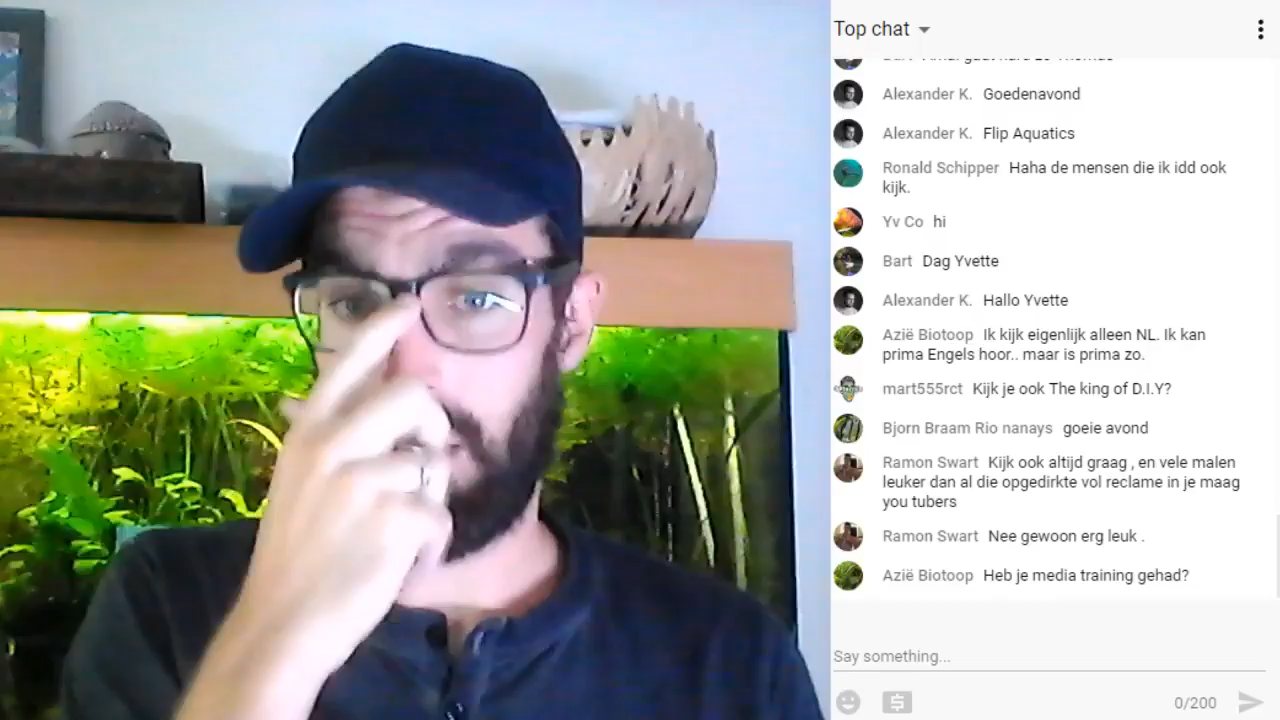 Top chat
Alexander K. Goedenavond
Alexander K. Flip Aquatics
Ronald Schipper Haha de mensen die ik idd ook
kijk.
Yv Co hi
Bart Dag Yvette
Alexander K. Hallo Yvette
Azië Biotoop Ik kijk eigenlijk alleen NL. Ik kan
prima Engels hoor.. maar is prima zo.
mart555rct Kijk je ook The king of D.I.Y?
Bjorn Braam Rio nanays goeie avond
Ramon Swart Kijk ook altijd graag , en vele malen
leuker dan al die opgedirkte vol reclame in je maag
you tubers
Ramon Swart Nee gewoon erg leuk .
Azië Biotoop Heb je media training gehad?
Say something...
0/200